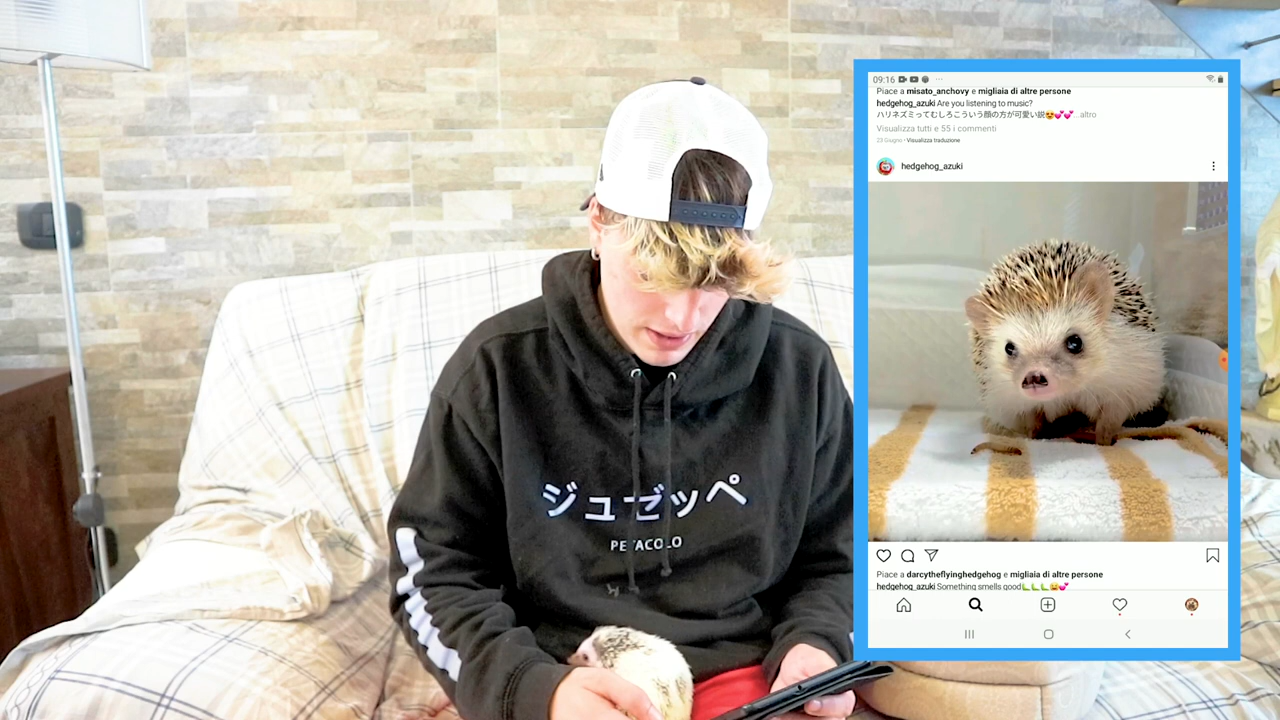 ジュゼッペ
PETACOLO
09:16
Piace a misato_anchovy e migliaia di altre persone
hedgehog_azuki Are you listening to music?
ハリネズミってむしろこういう顔の方が可愛い説😍💕💕...altro
Visualizza tutti e 55 i commenti
23 Giugno • Visualizza traduzione
hedgehog_azuki
Piace a darcytheflyinghedgehog e migliaia di altre persone
hedgehog_azuki Something smells good🐛🐛🐛😆💕